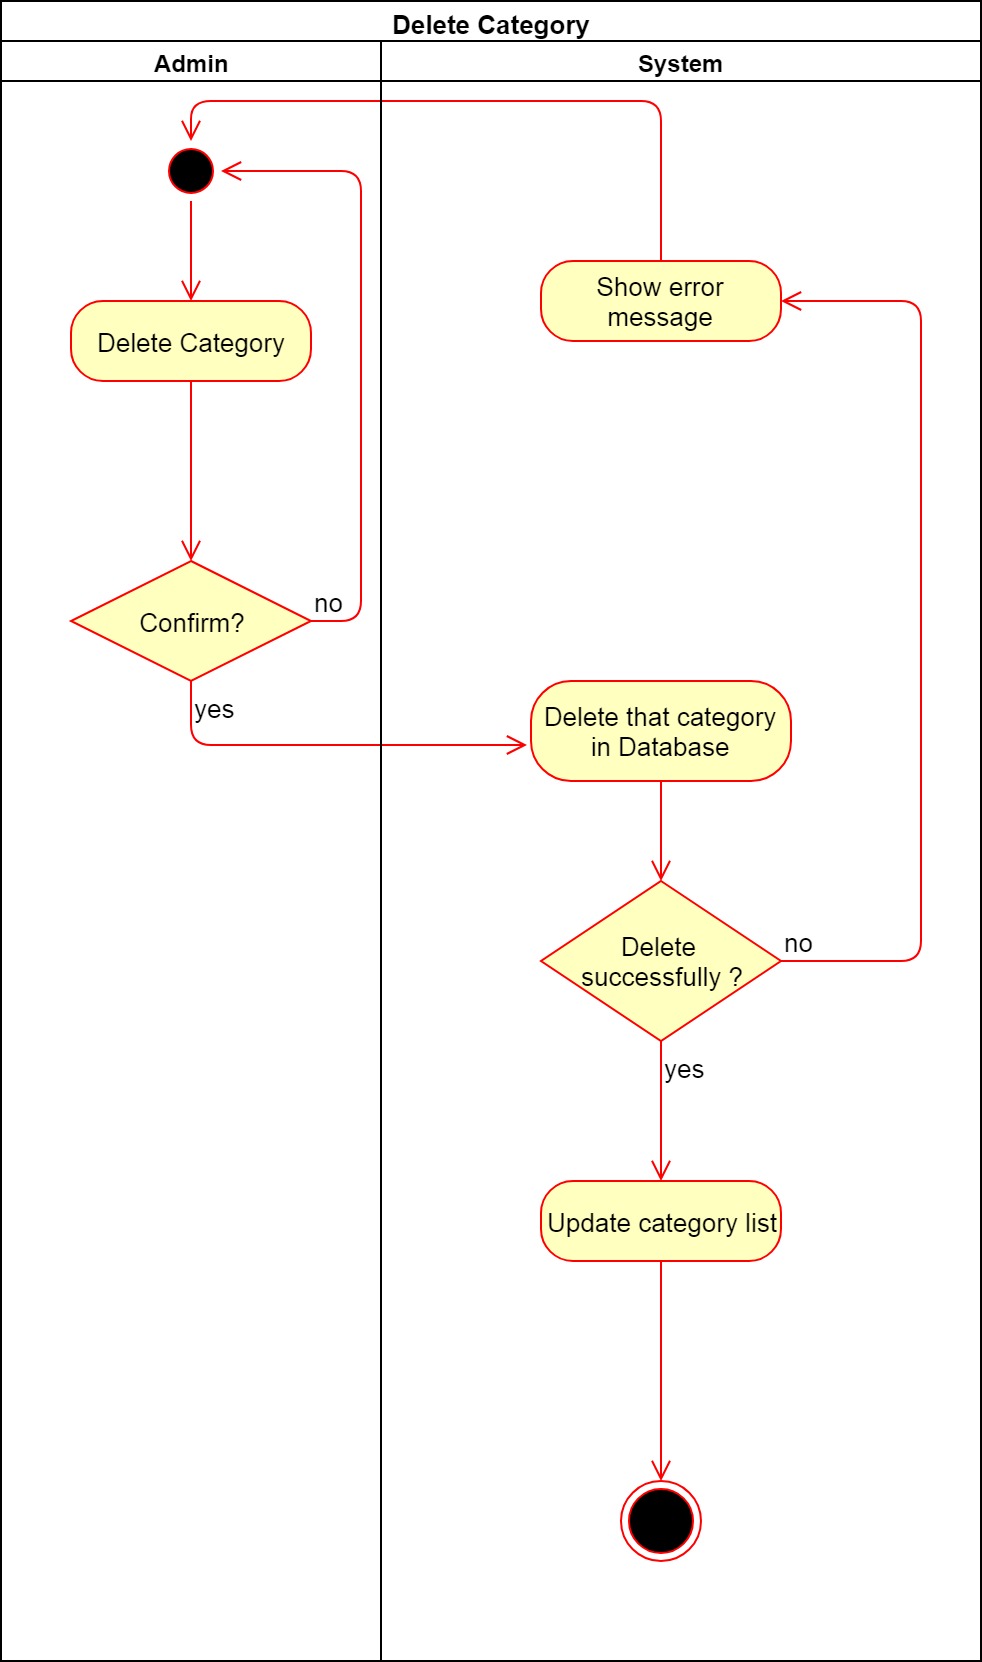 Delete Category
Admin
System
Show error
message
Delete Category
Confirm?
no
yes
Delete that category
in Database
Delete
successfully ?
no
yes
Update category list